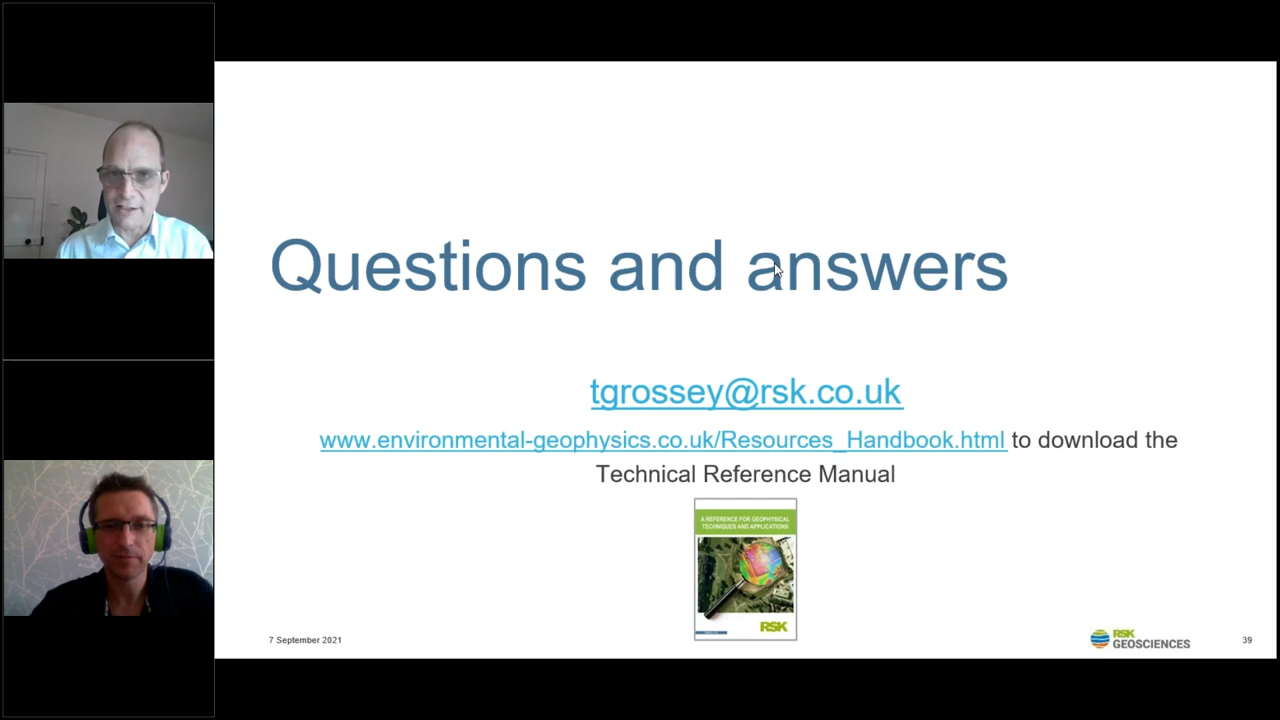 Questions and answers
tgrossey@rsk.co.uk
www.environmental-geophysics.co.uk/Resources_Handbook.html to download the
Technical Reference Manual
A REFERENCE FOR GEOPHYSICAL
TECHNIQUES AND APPLICATIONS
RSK
7 September 2021
RSK
GEOSCIENCES
39